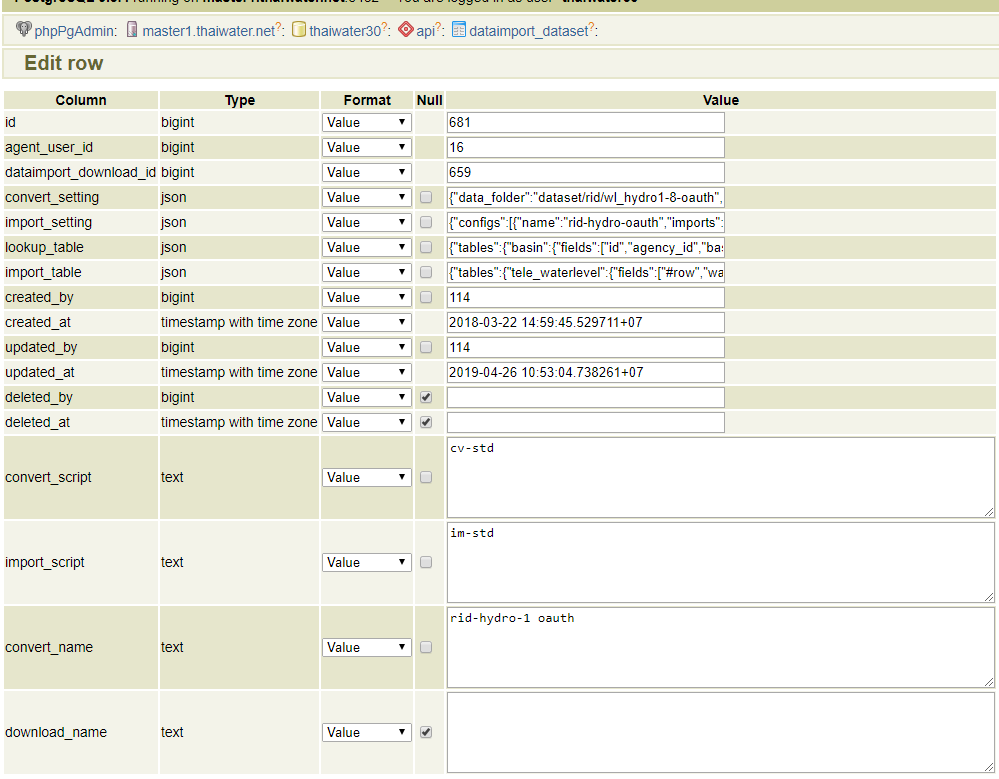 phpPgAdmin: master1.thaiwater.net?: thaiwater30?: api?: dataimport_dataset?:
Edit row
Column Type Format Null Value
id bigint Value 681
agent_user_id bigint Value 16
dataimport_download_id bigint Value 659
convert_setting json Value {"data_folder":"dataset/rid/wl_hydro1-8-oauth",
import_setting json Value {"configs":[{"name":"rid-hydro-oauth","imports":
lookup_table json Value {"tables":{"basin":{"fields":["id","agency_id","ba
import_table json Value {"tables":{"tele_waterlevel":{"fields":["#row","wa
created_by bigint Value 114
created_at timestamp with time zone Value 2018-03-22 14:59:45.529711+07
updated_by bigint Value 114
updated_at timestamp with time zone Value 2019-04-26 10:53:04.738261+07
deleted_by bigint Value
deleted_at timestamp with time zone Value
convert_script text Value cv-std
import_script text Value im-std
convert_name text Value rid-hydro-1 oauth
download_name text Value